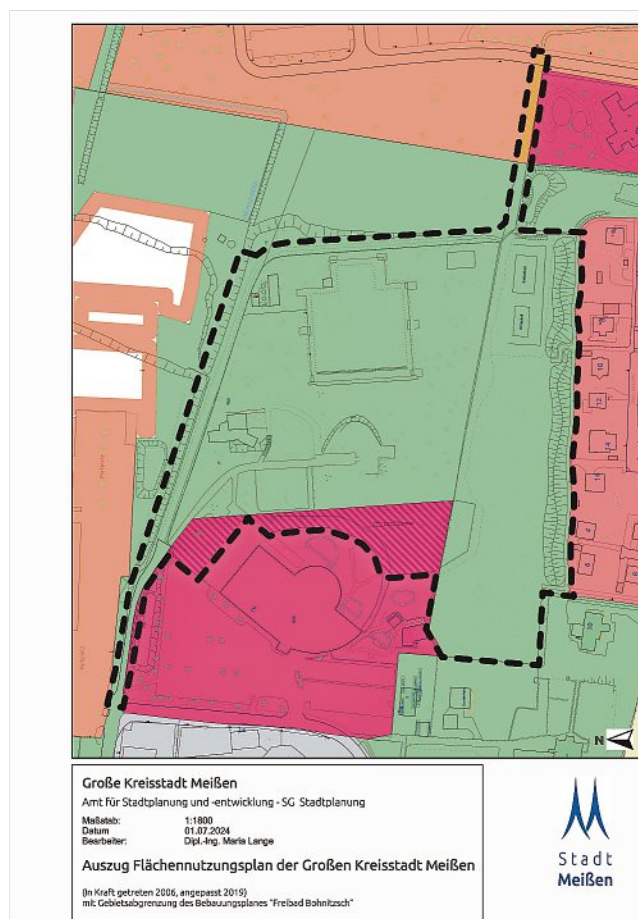 N
Große Kreisstadt Meißen
Amt für Stadtplanung und -entwicklung - SG Stadtplanung
Maßstab: 1:1800
Datum 01.07.2024
Bearbeiter: Dipl.-Ing. Maria Lange
Auszug Flächennutzungsplan der Großen Kreisstadt Meißen
(In Kraft getreten 2006, angepasst 2019)
mit Gebietsabgrenzung des Bebauungsplanes "Freibad Bohnitzsch"
Stadt
Meißen